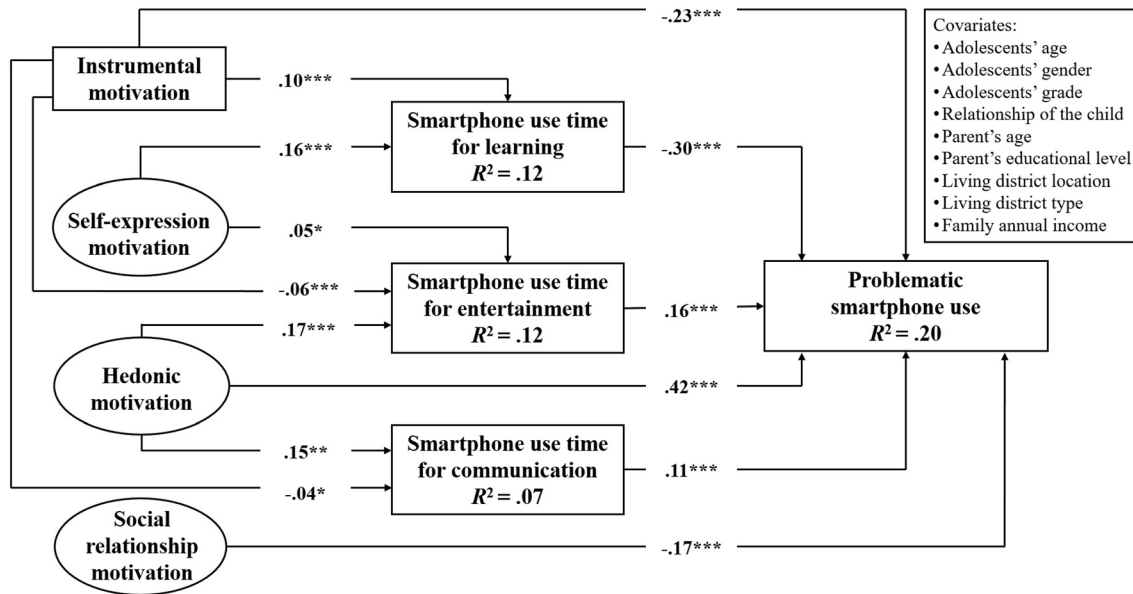 -.23***
Covariates:
•Adolescents' age
•Adolescents' gender
•Adolescents' grade
•Relationship of the child
•Parent's age
•Parent's educational level
•Living district location
•Living district type
•Family annual income
Instrumental
motivation
.10***
Smartphone use time
for learning
R² = .12
.16***
-.30***
Self-expression
motivation
.05*
-.06***
Smartphone use time
for entertainment
R² = .12
.17***
.16***
Problematic
smartphone use
R² = .20
Hedonic
motivation
.42***
.15**
Smartphone use time
for communication
R² = .07
-.04*
.11***
Social
relationship
motivation
-.17***